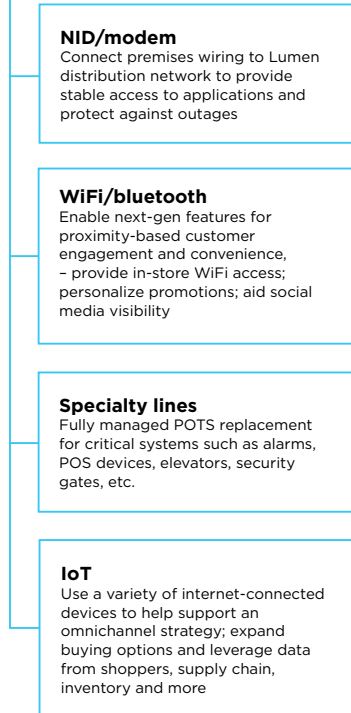 NID/modem
Connect premises wiring to Lumen
distribution network to provide
stable access to applications and
protect against outages
WiFi/bluetooth
Enable next-gen features for
proximity-based customer
engagement and convenience,
– provide in-store WiFi access;
personalize promotions; aid social
media visibility
Specialty lines
Fully managed POTS replacement
for critical systems such as alarms,
POS devices, elevators, security
gates, etc.
IoT
Use a variety of internet-connected
devices to help support an
omnichannel strategy; expand
buying options and leverage data
from shoppers, supply chain,
inventory and more